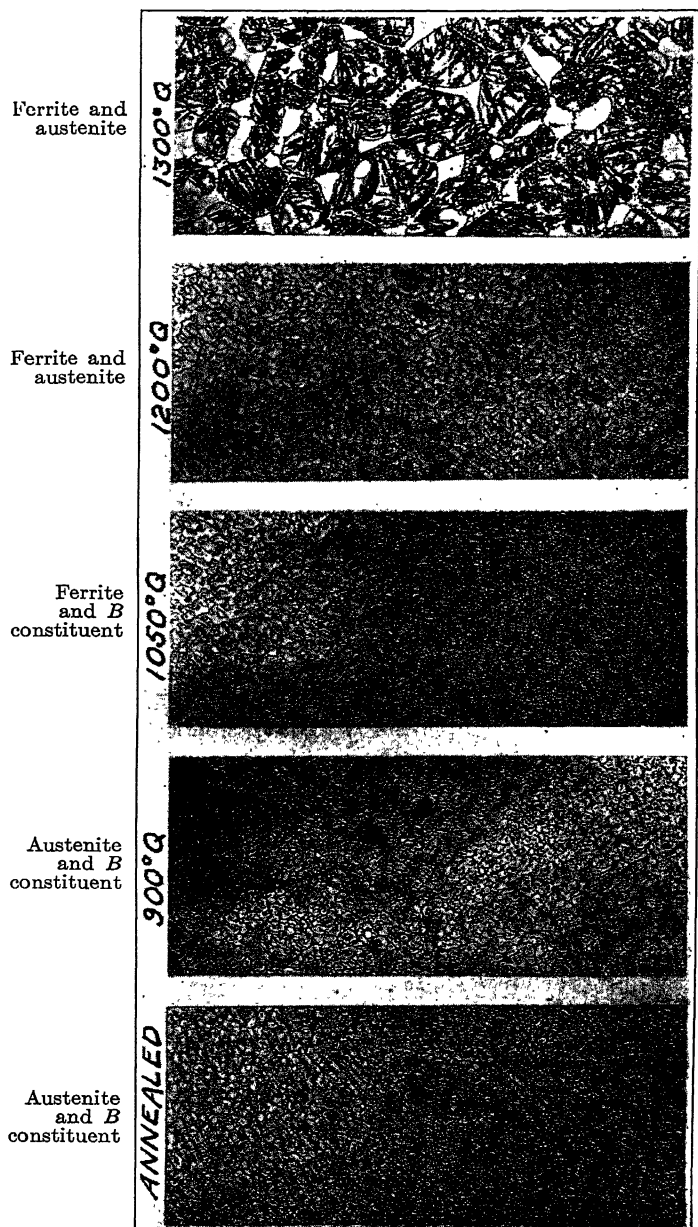 Ferrite and
austenite
1300°Q
Ferrite and
austenite
1200°Q
Ferrite
and B
constituent
1050°Q
Austenite
and B
constituent
900°Q
Austenite
and B
constituent
ANNEALED